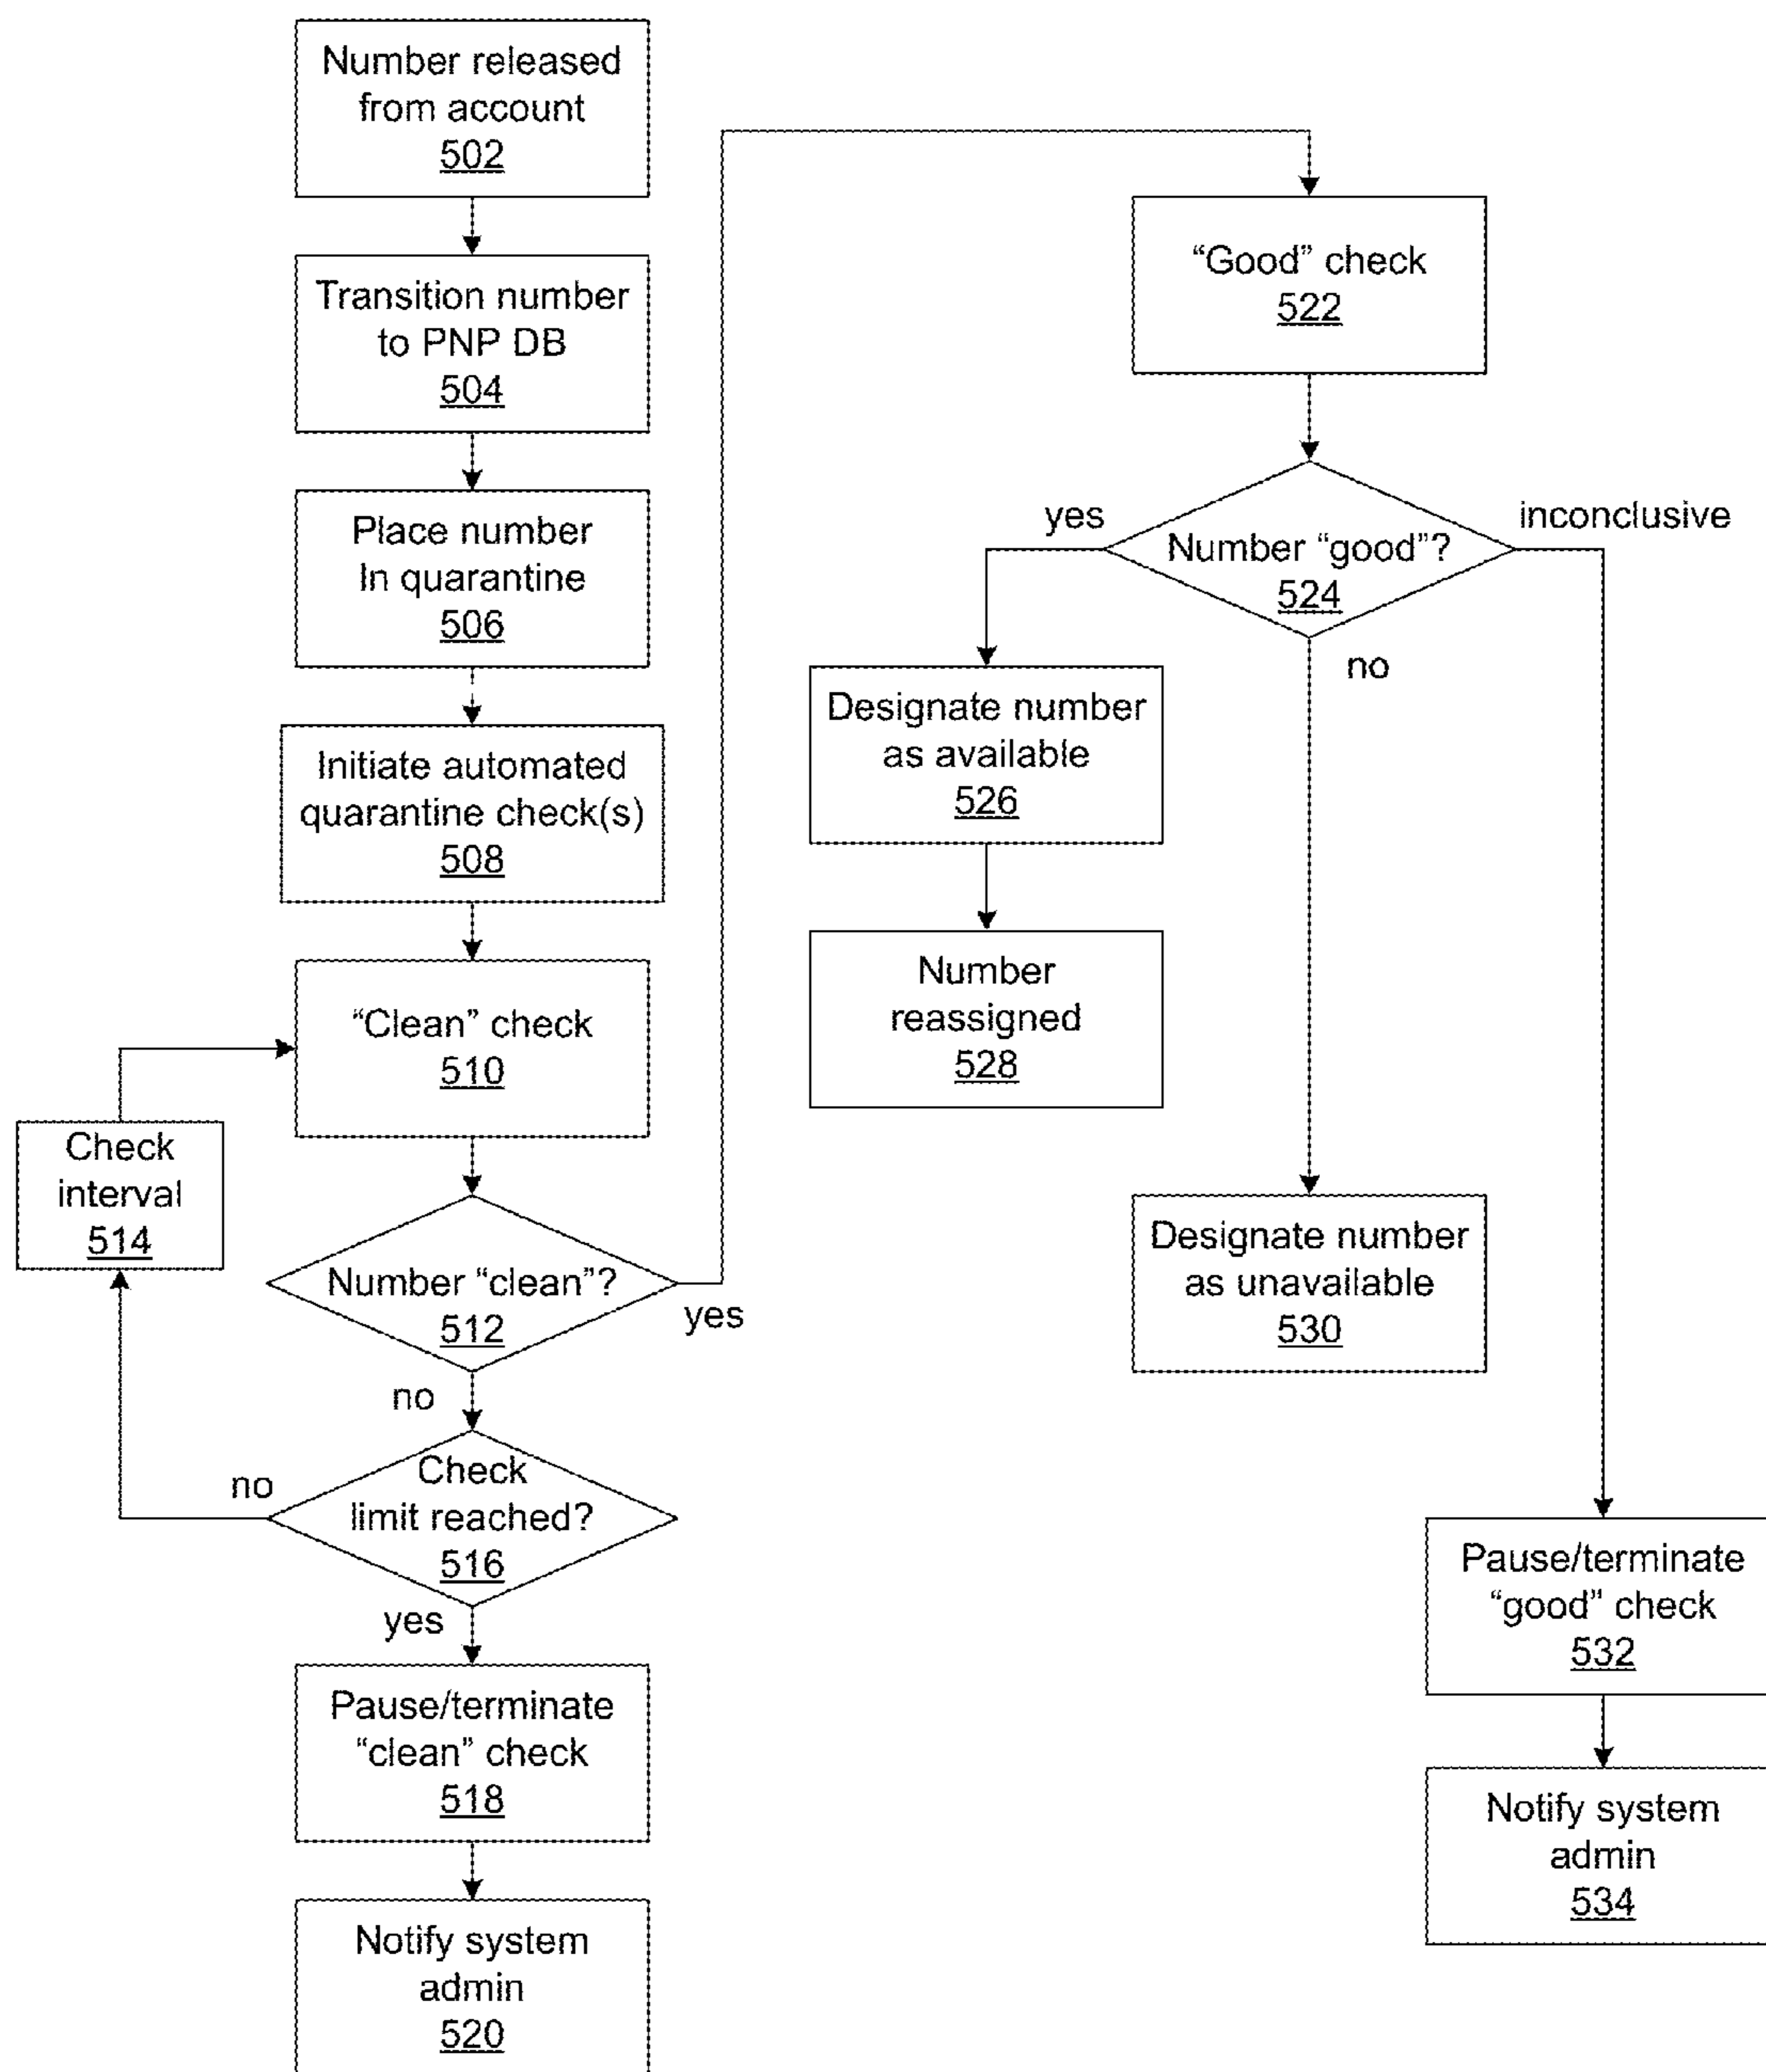 Number released
from account
502
Transition number
to PNP DB
504
Place number
In quarantine
506
Initiate automated
quarantine check(s)
508
“Clean” check
510
Check
interval
514
Number “clean”?
512
yes
no
Check
limit reached?
516
no
yes
Pause/terminate
“clean” check
518
Notify system
admin
520
“Good” check
522
Number “good”?
524
yes
inconclusive
no
Designate number
as available
526
Number
reassigned
528
Designate number
as unavailable
530
Pause/terminate
“good” check
532
Notify system
admin
534